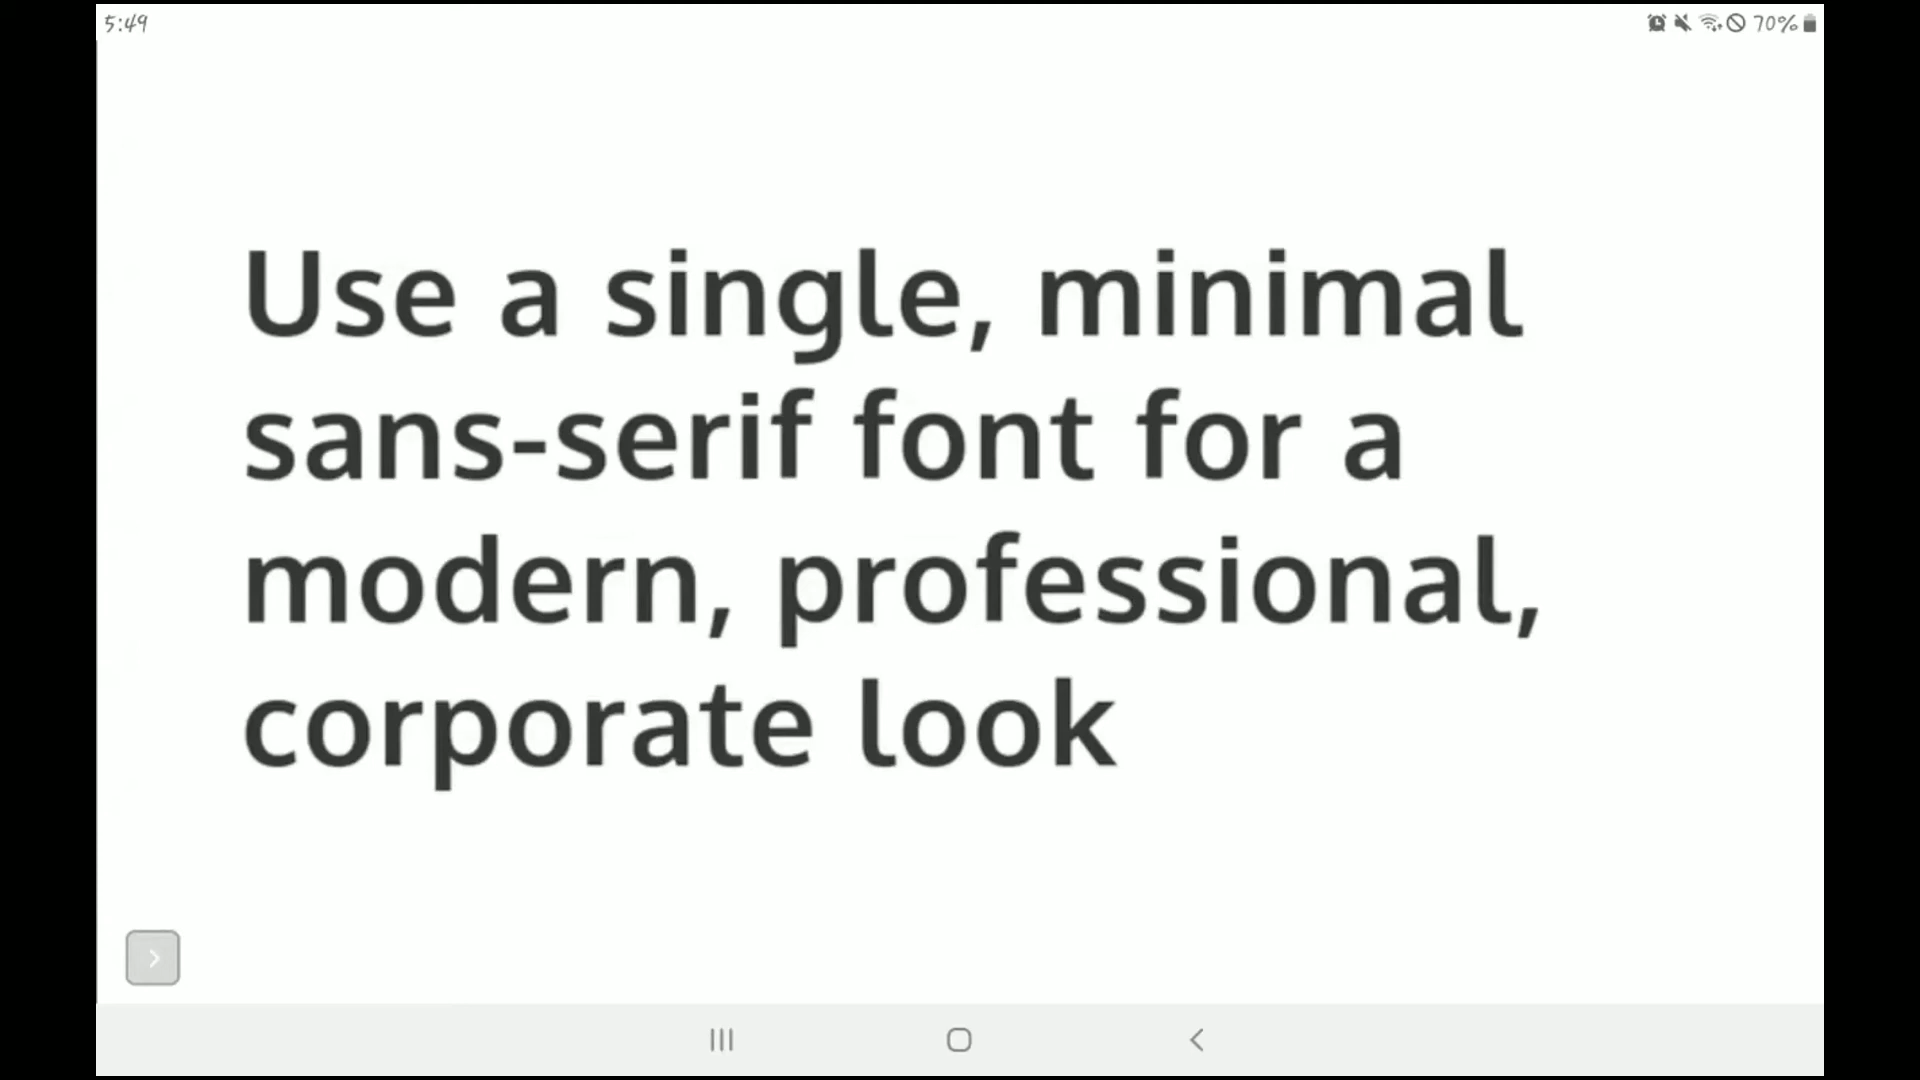 5:49
70%
Use a single, minimal
sans-serif font for a
modern, professional,
corporate look